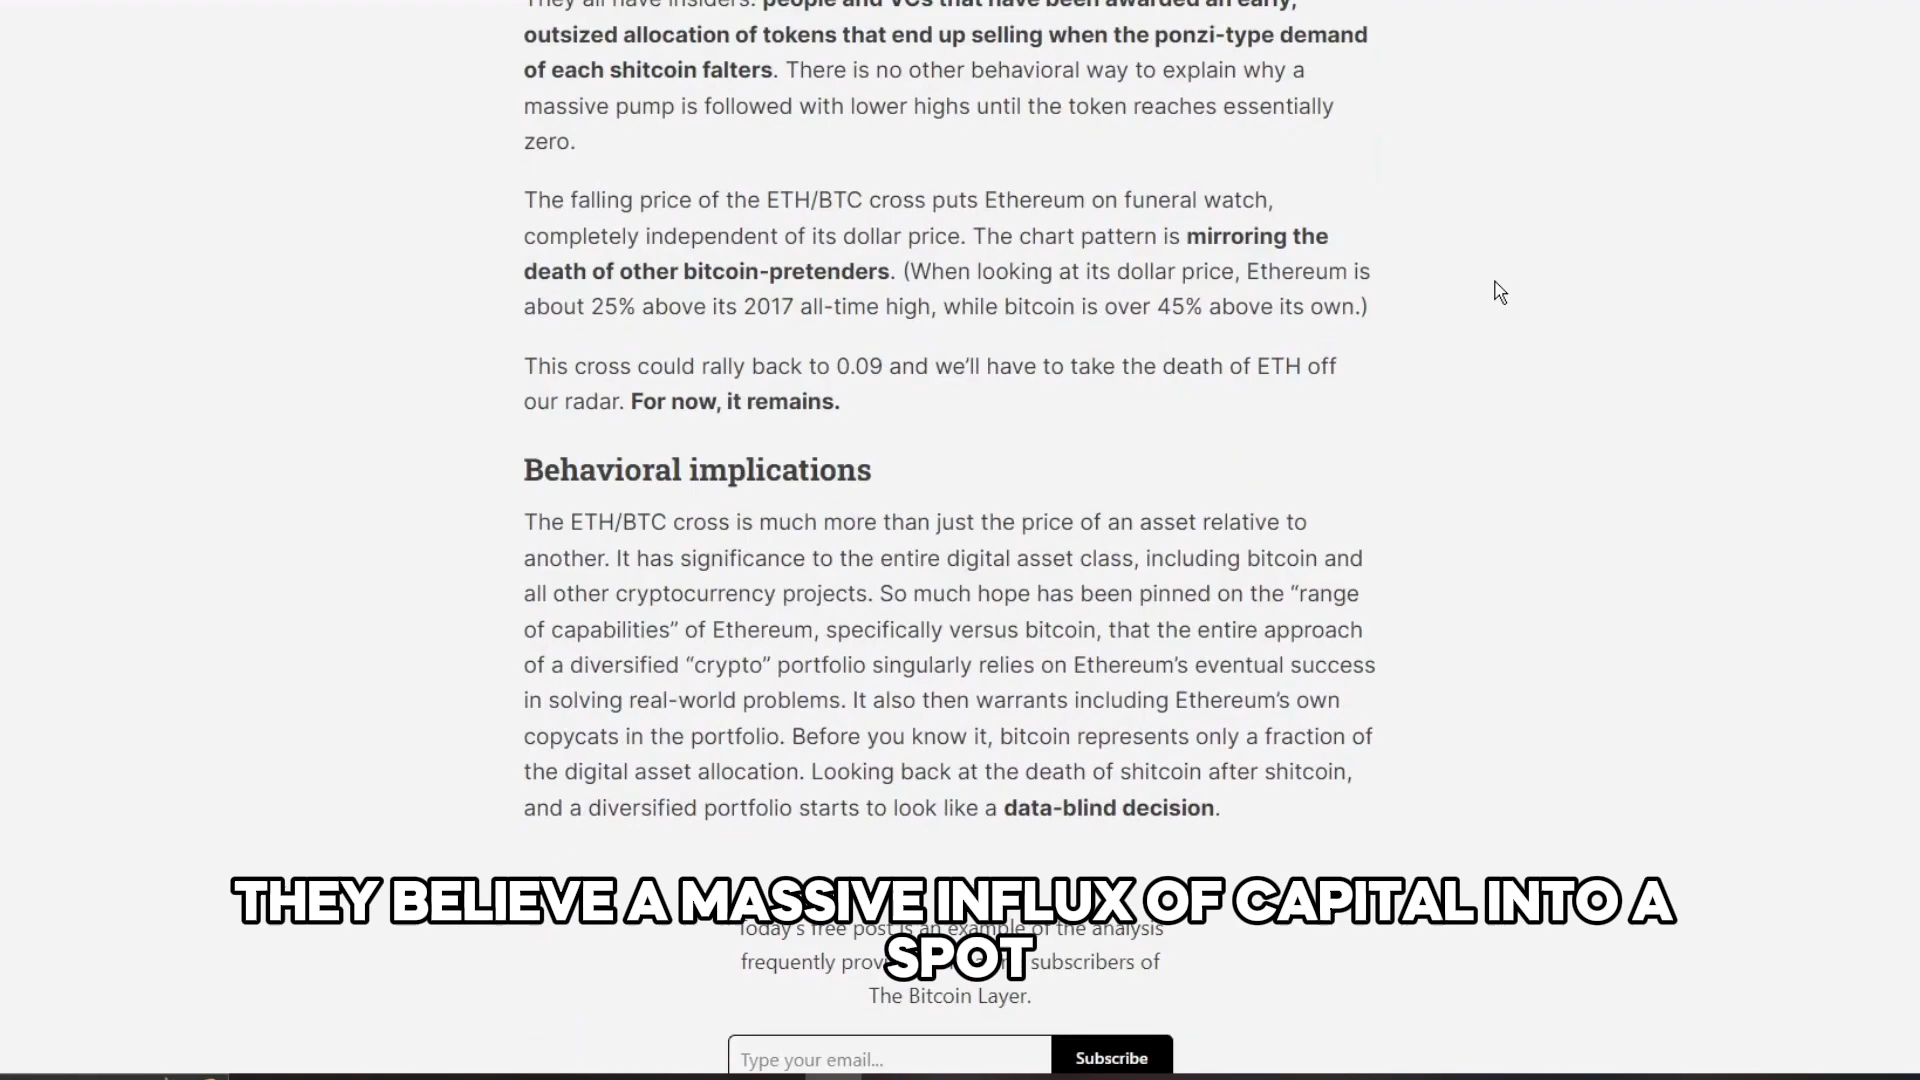 They all have insiders: people and VCs that have been awarded an early,
outsized allocation of tokens that end up selling when the ponzi-type demand
of each shitcoin falters. There is no other behavioral way to explain why a
massive pump is followed with lower highs until the token reaches essentially
zero.
The falling price of the ETH/BTC cross puts Ethereum on funeral watch,
completely independent of its dollar price. The chart pattern is mirroring the
death of other bitcoin-pretenders. (When looking at its dollar price, Ethereum is
about 25% above its 2017 all-time high, while bitcoin is over 45% above its own.)
This cross could rally back to 0.09 and we’ll have to take the death of ETH off
our radar. For now, it remains.
Behavioral implications
The ETH/BTC cross is much more than just the price of an asset relative to
another. It has significance to the entire digital asset class, including bitcoin and
all other cryptocurrency projects. So much hope has been pinned on the “range
of capabilities” of Ethereum, specifically versus bitcoin, that the entire approach
of a diversified “crypto” portfolio singularly relies on Ethereum’s eventual success
in solving real-world problems. It also then warrants including Ethereum’s own
copycats in the portfolio. Before you know it, bitcoin represents only a fraction of
the digital asset allocation. Looking back at the death of shitcoin after shitcoin,
and a diversified portfolio starts to look like a data-blind decision.
THEY BELIEVE A MASSIVE INFLUX OF CAPITAL INTO A
SPOT
Today’s free post is an example of the analysis
frequently subscribers of
The Bitcoin Layer.
Type your email...
Subscribe